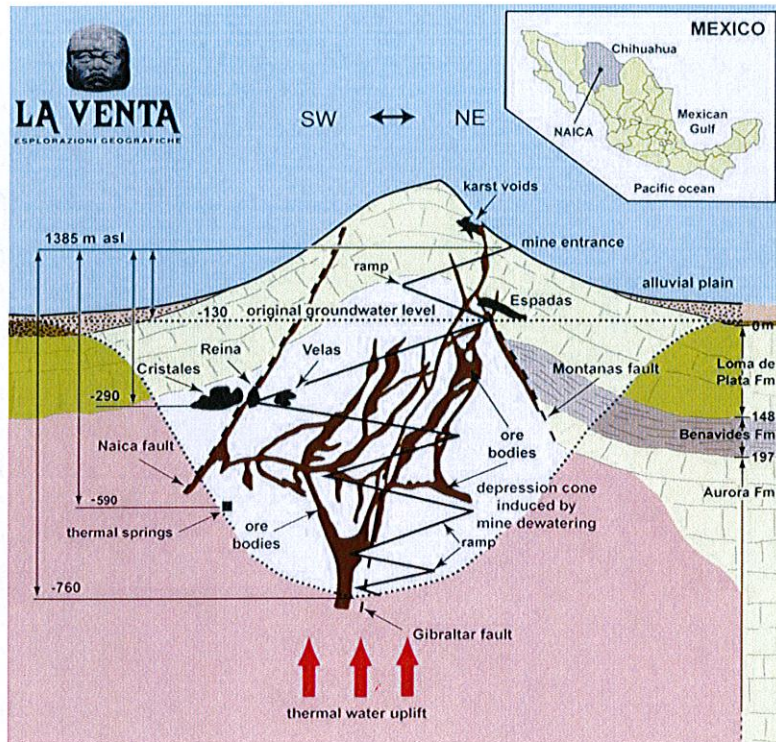 LA VENTA
ESPLORAZIONI GEOGRAFICHE
SW
NE
MEXICO
Chihuahua
NAICA
Mexican
Gulf
Pacific ocean
karst voids
1385 m asl
mine entrance
ramp
alluvial plain
Espadas
-130
original groundwater level
0m
Reina
Velas
Cristales
Montanas fault
Loma de
Plata Fm
-290
148
Benavides Fm
197
Naica fault
ore
bodies
Aurora Fm
-590
thermal springs
ore
bodies
depression cone
induced by
mine dewatering
ramp
-760
Gibraltar fault
thermal water uplift